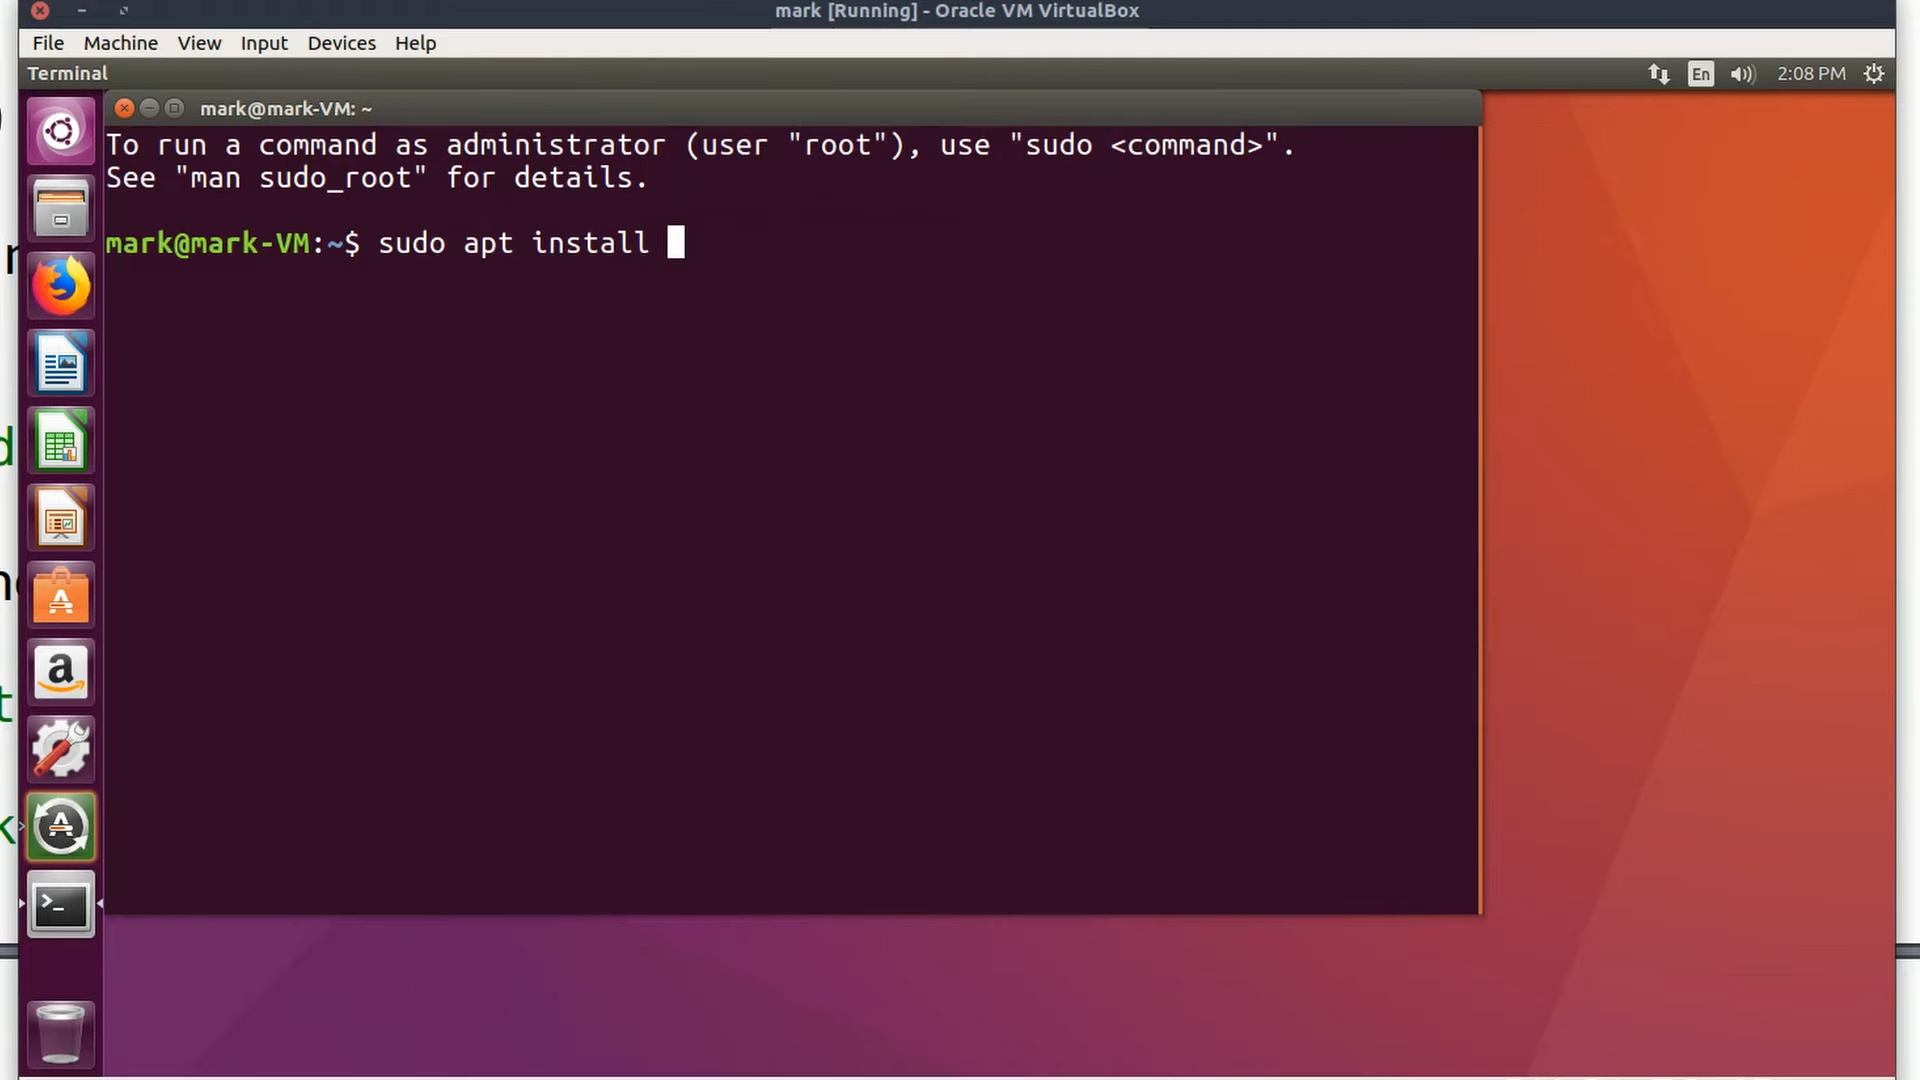 mark [Running] - Oracle VM VirtualBox
File Machine View Input Devices Help
Terminal
En
2:08 PM
mark@mark-VM: ~
To run a command as administrator (user "root"), use "sudo <command>".
See "man sudo_root" for details.
mark@mark-VM:~$ sudo apt install